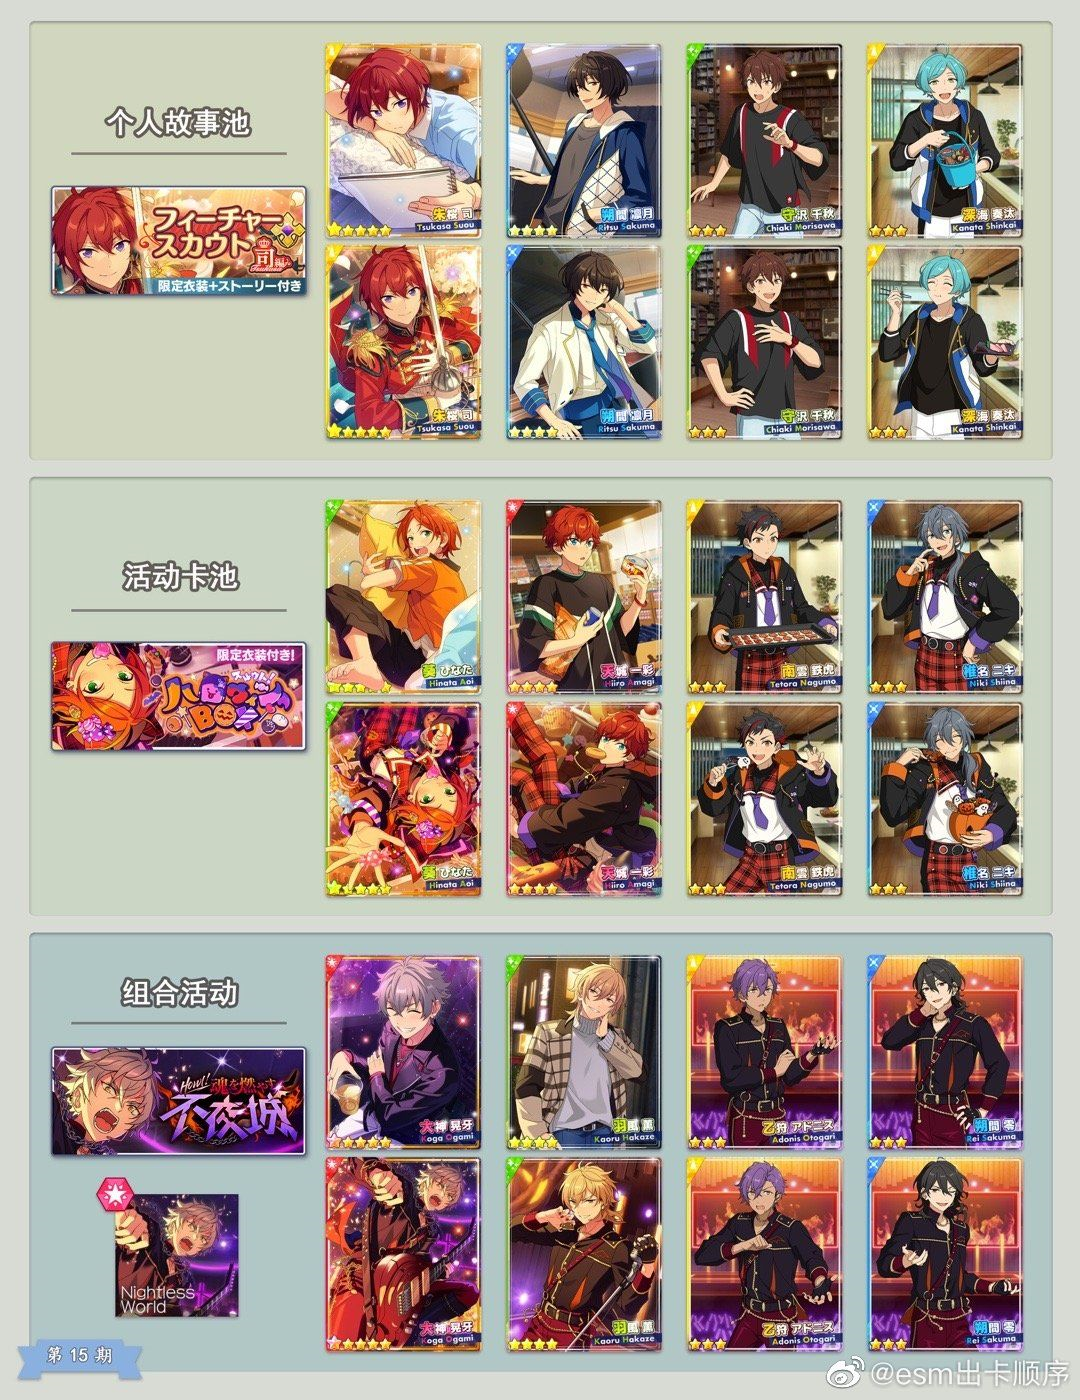 个人故事池
フィーチャー
スカウト
司編
限定衣装+ストーリー付き
朱桜 司
Tsukasa Suou
朔間 凛月
Ritsu Sakuma
守沢 千秋
Chiaki Morisawa
深海 奏汰
Kanata Shinkai
朱桜 司
Tsukasa Suou
朔間 凛月
Ritsu Sakuma
守沢 千秋
Chiaki Morisawa
深海 奏汰
Kanata Shinkai
活动卡池
限定衣装付き!
葵 ひなた
Hinata Aoi
天城 一彩
Hiiro Amagi
南雲 鉄虎
Tetora Nagumo
椎名 ニキ
Niki Shiina
葵 ひなた
Hinata Aoi
天城 一彩
Hiiro Amagi
南雲 鉄虎
Tetora Nagumo
椎名 ニキ
Niki Shiina
组合活动
Howl! 魂を燃やす
不夜城
Nightless
World
大神 晃牙
Koga Ogami
羽風 薫
Kaoru Hakaze
乙狩 アドニス
Adonis Otogari
朔間 零
Rei Sakuma
大神 晃牙
Koga Ogami
羽風 薫
Kaoru Hakaze
乙狩 アドニス
Adonis Otogari
朔間 零
Rei Sakuma
第 15 期
@esm出卡顺序